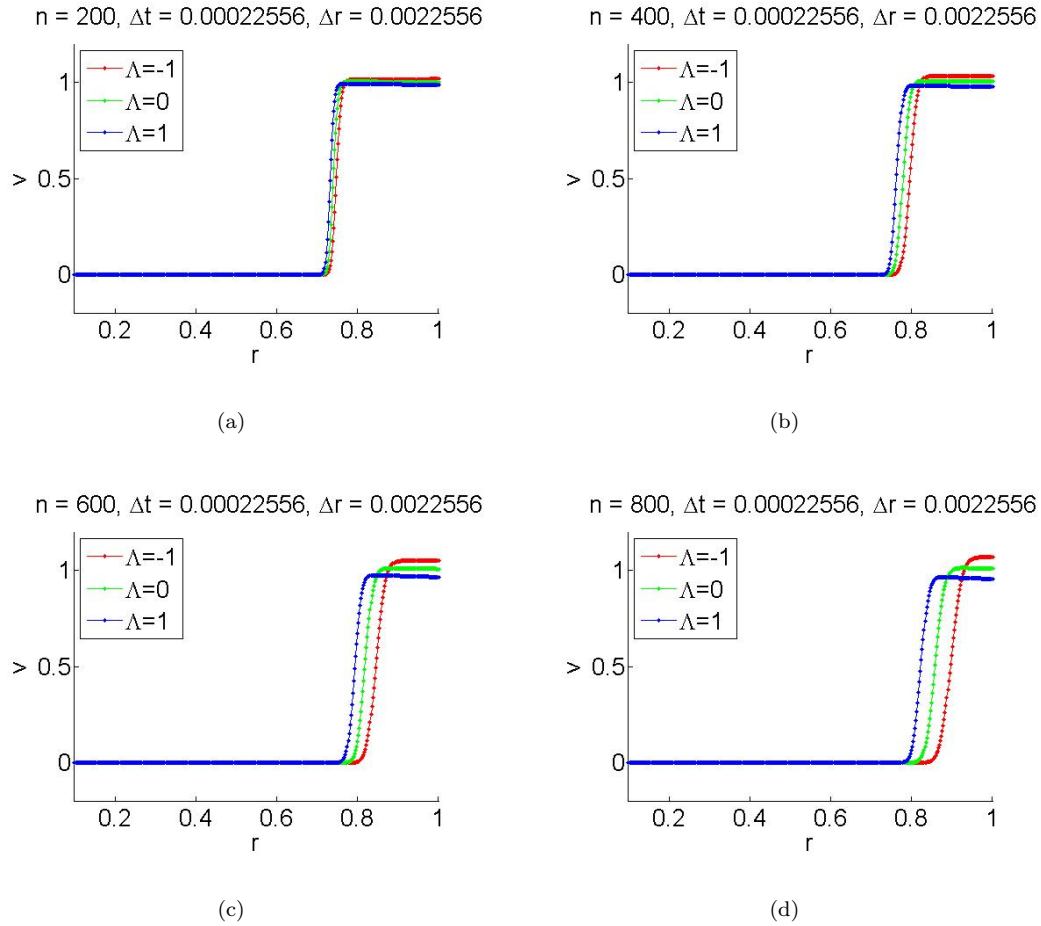 n = 200, Δt = 0.00022556, Δr = 0.0022556
Λ=-1
Λ=0
Λ=1
1
0.5
0
v
0.2 0.4 0.6 0.8 1
r
(a)
n = 400, Δt = 0.00022556, Δr = 0.0022556
Λ=-1
Λ=0
Λ=1
1
0.5
0
v
0.2 0.4 0.6 0.8 1
r
(b)
n = 600, Δt = 0.00022556, Δr = 0.0022556
Λ=-1
Λ=0
Λ=1
1
0.5
0
v
0.2 0.4 0.6 0.8 1
r
(c)
n = 800, Δt = 0.00022556, Δr = 0.0022556
Λ=-1
Λ=0
Λ=1
1
0.5
0
v
0.2 0.4 0.6 0.8 1
r
(d)